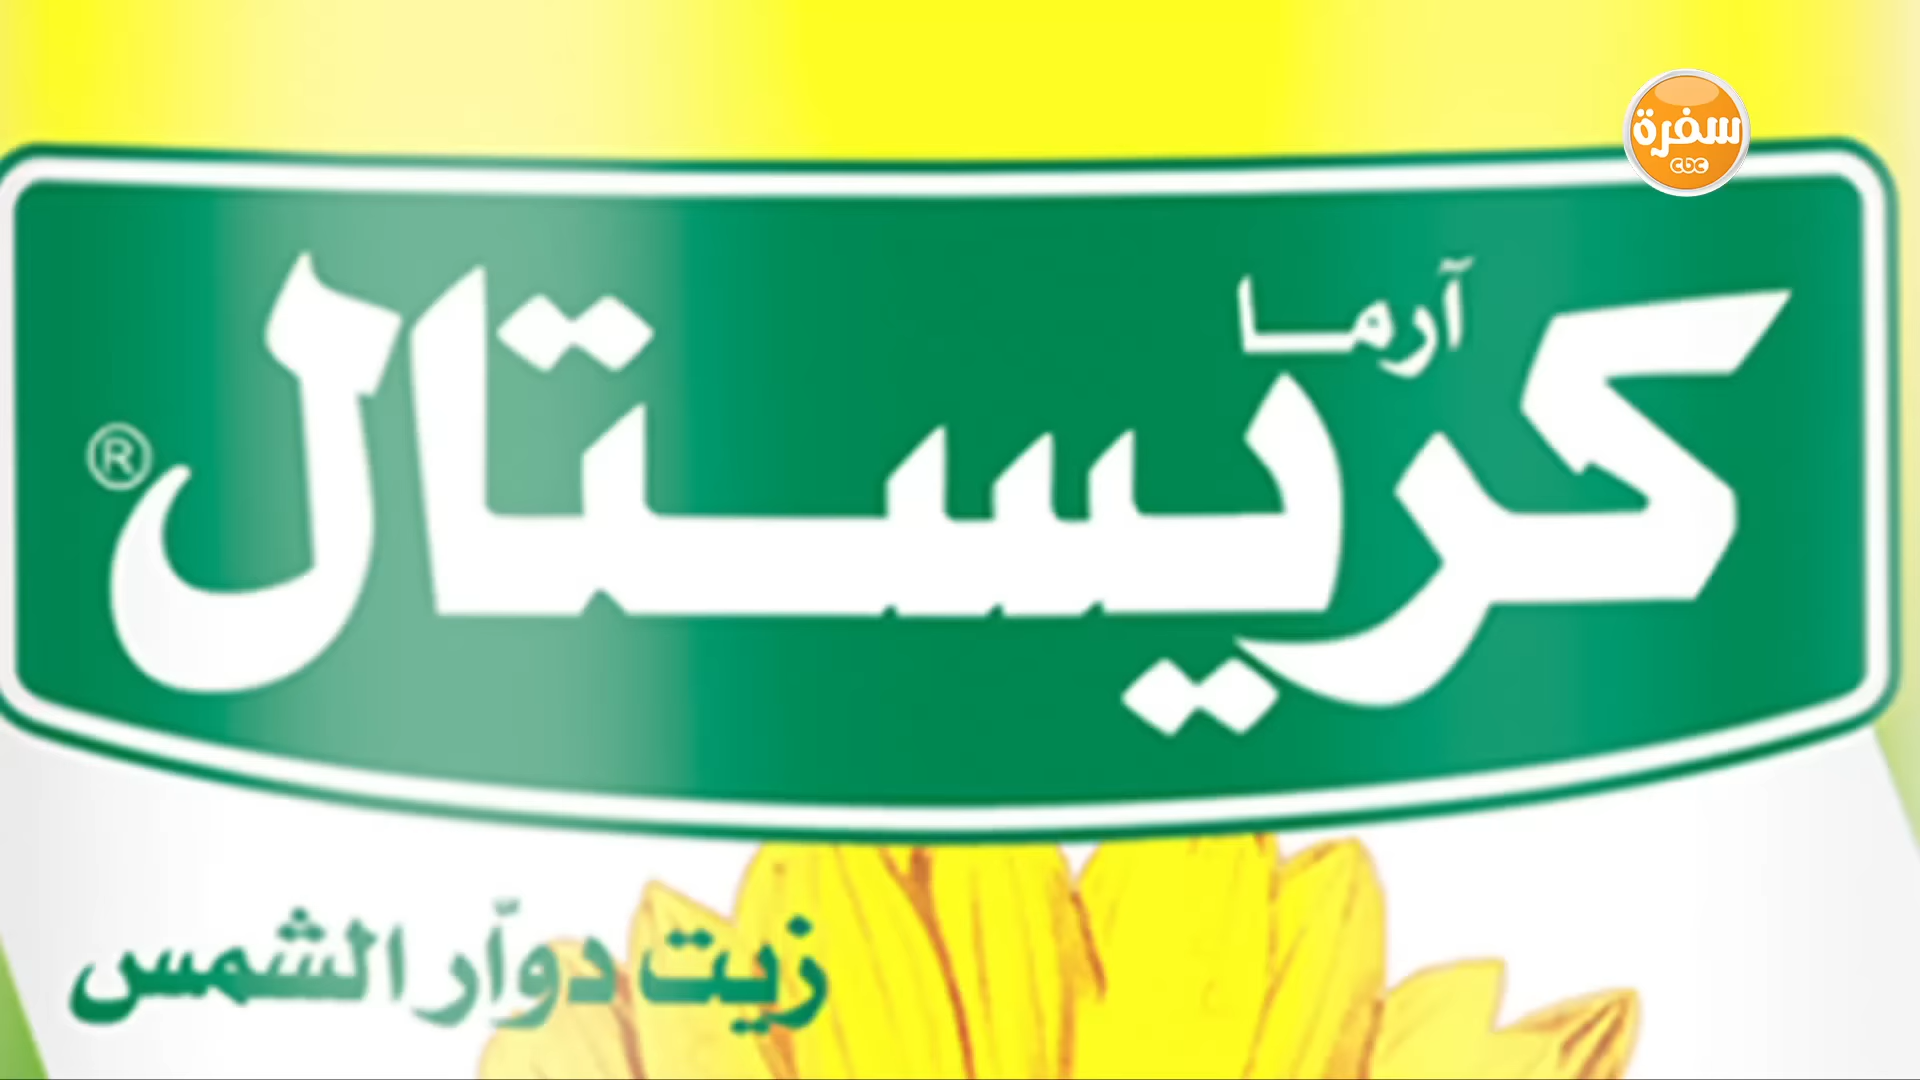 سفرة
cbc
آرما
كريستال
®
زيت دوّار الشمس